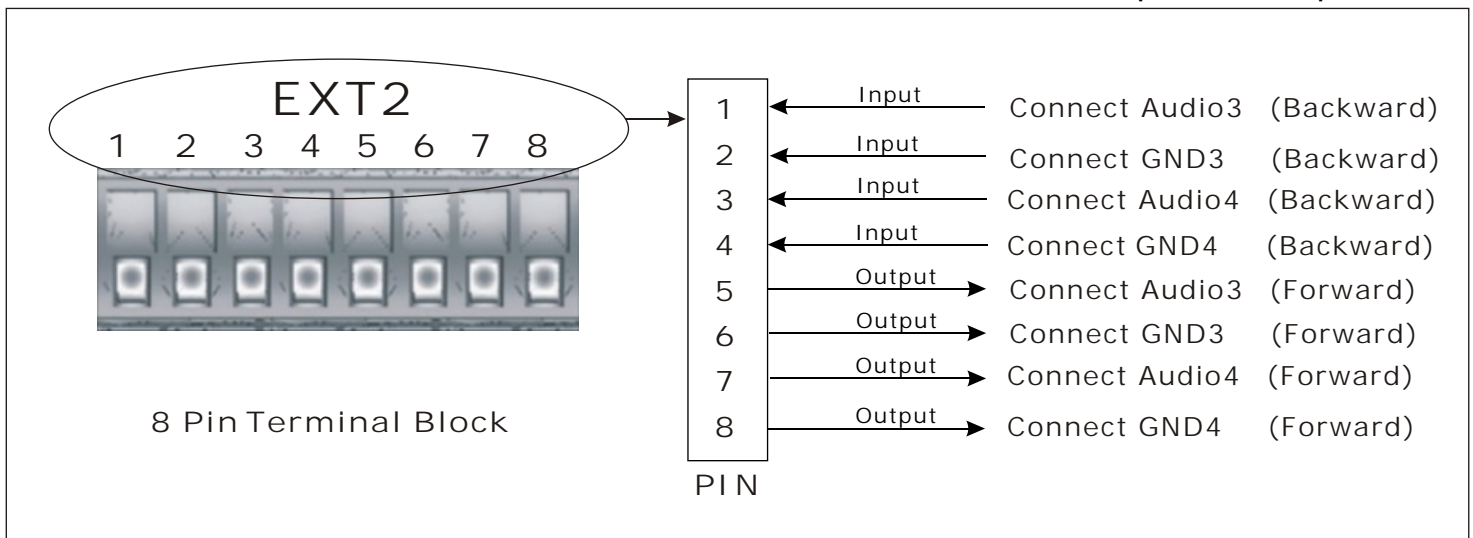 EXT2
1 2 3 4 5 6 7 8
8 Pin Terminal Block
1 Input Connect Audio3 (Backward)
2 Input Connect GND3 (Backward)
3 Input Connect Audio4 (Backward)
4 Input Connect GND4 (Backward)
5 Output Connect Audio3 (Forward)
6 Output Connect GND3 (Forward)
7 Output Connect Audio4 (Forward)
8 Output Connect GND4 (Forward)
PIN